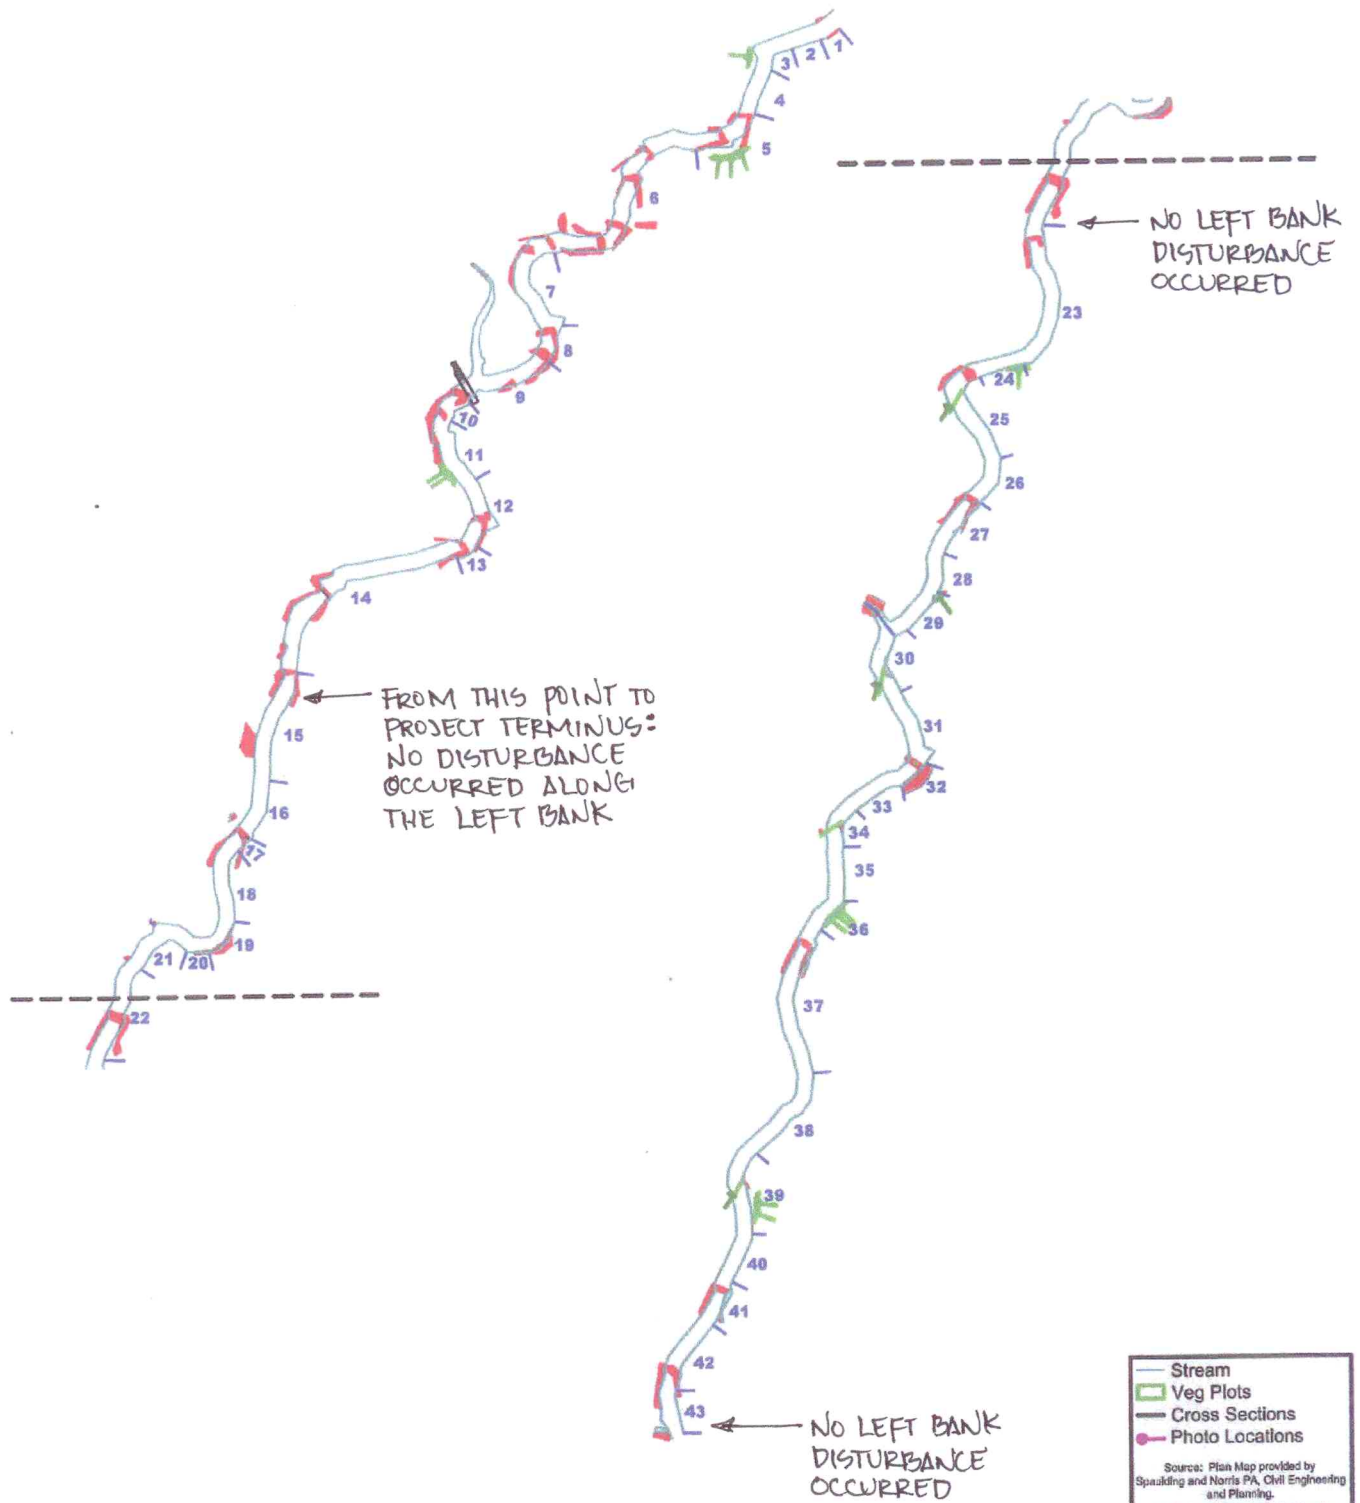 1
2
3
4
5
6
7
8
9
10
11
12
13
14
FROM THIS POINT TO
PROJECT TERMINUS:
NO DISTURBANCE
OCCURRED ALONG
THE LEFT BANK
15
16
17
18
19
20
21
22
NO LEFT BANK
DISTURBANCE
OCCURRED
23
24
25
26
27
28
29
30
31
32
33
34
35
36
37
38
39
40
41
42
43
NO LEFT BANK
DISTURBANCE
OCCURRED
Stream
Veg Plots
Cross Sections
Photo Locations
Source: Plan Map provided by
Spaulding and Norris PA, Civil Engineering
and Planning.